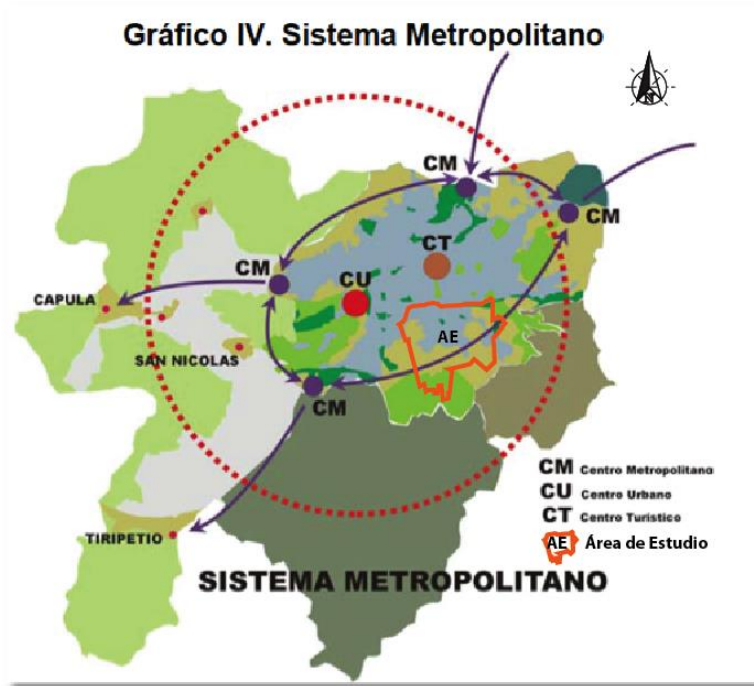 Gráfico IV. Sistema Metropolitano
N
CM
CM
CT
CM
CU
CAPULA
AE
SAN NICOLAS
CM
CM Centro Metropolitano
CU Centro Urbano
CT Centro Turístico
AE Área de Estudio
TIRIPETIO
SISTEMA METROPOLITANO